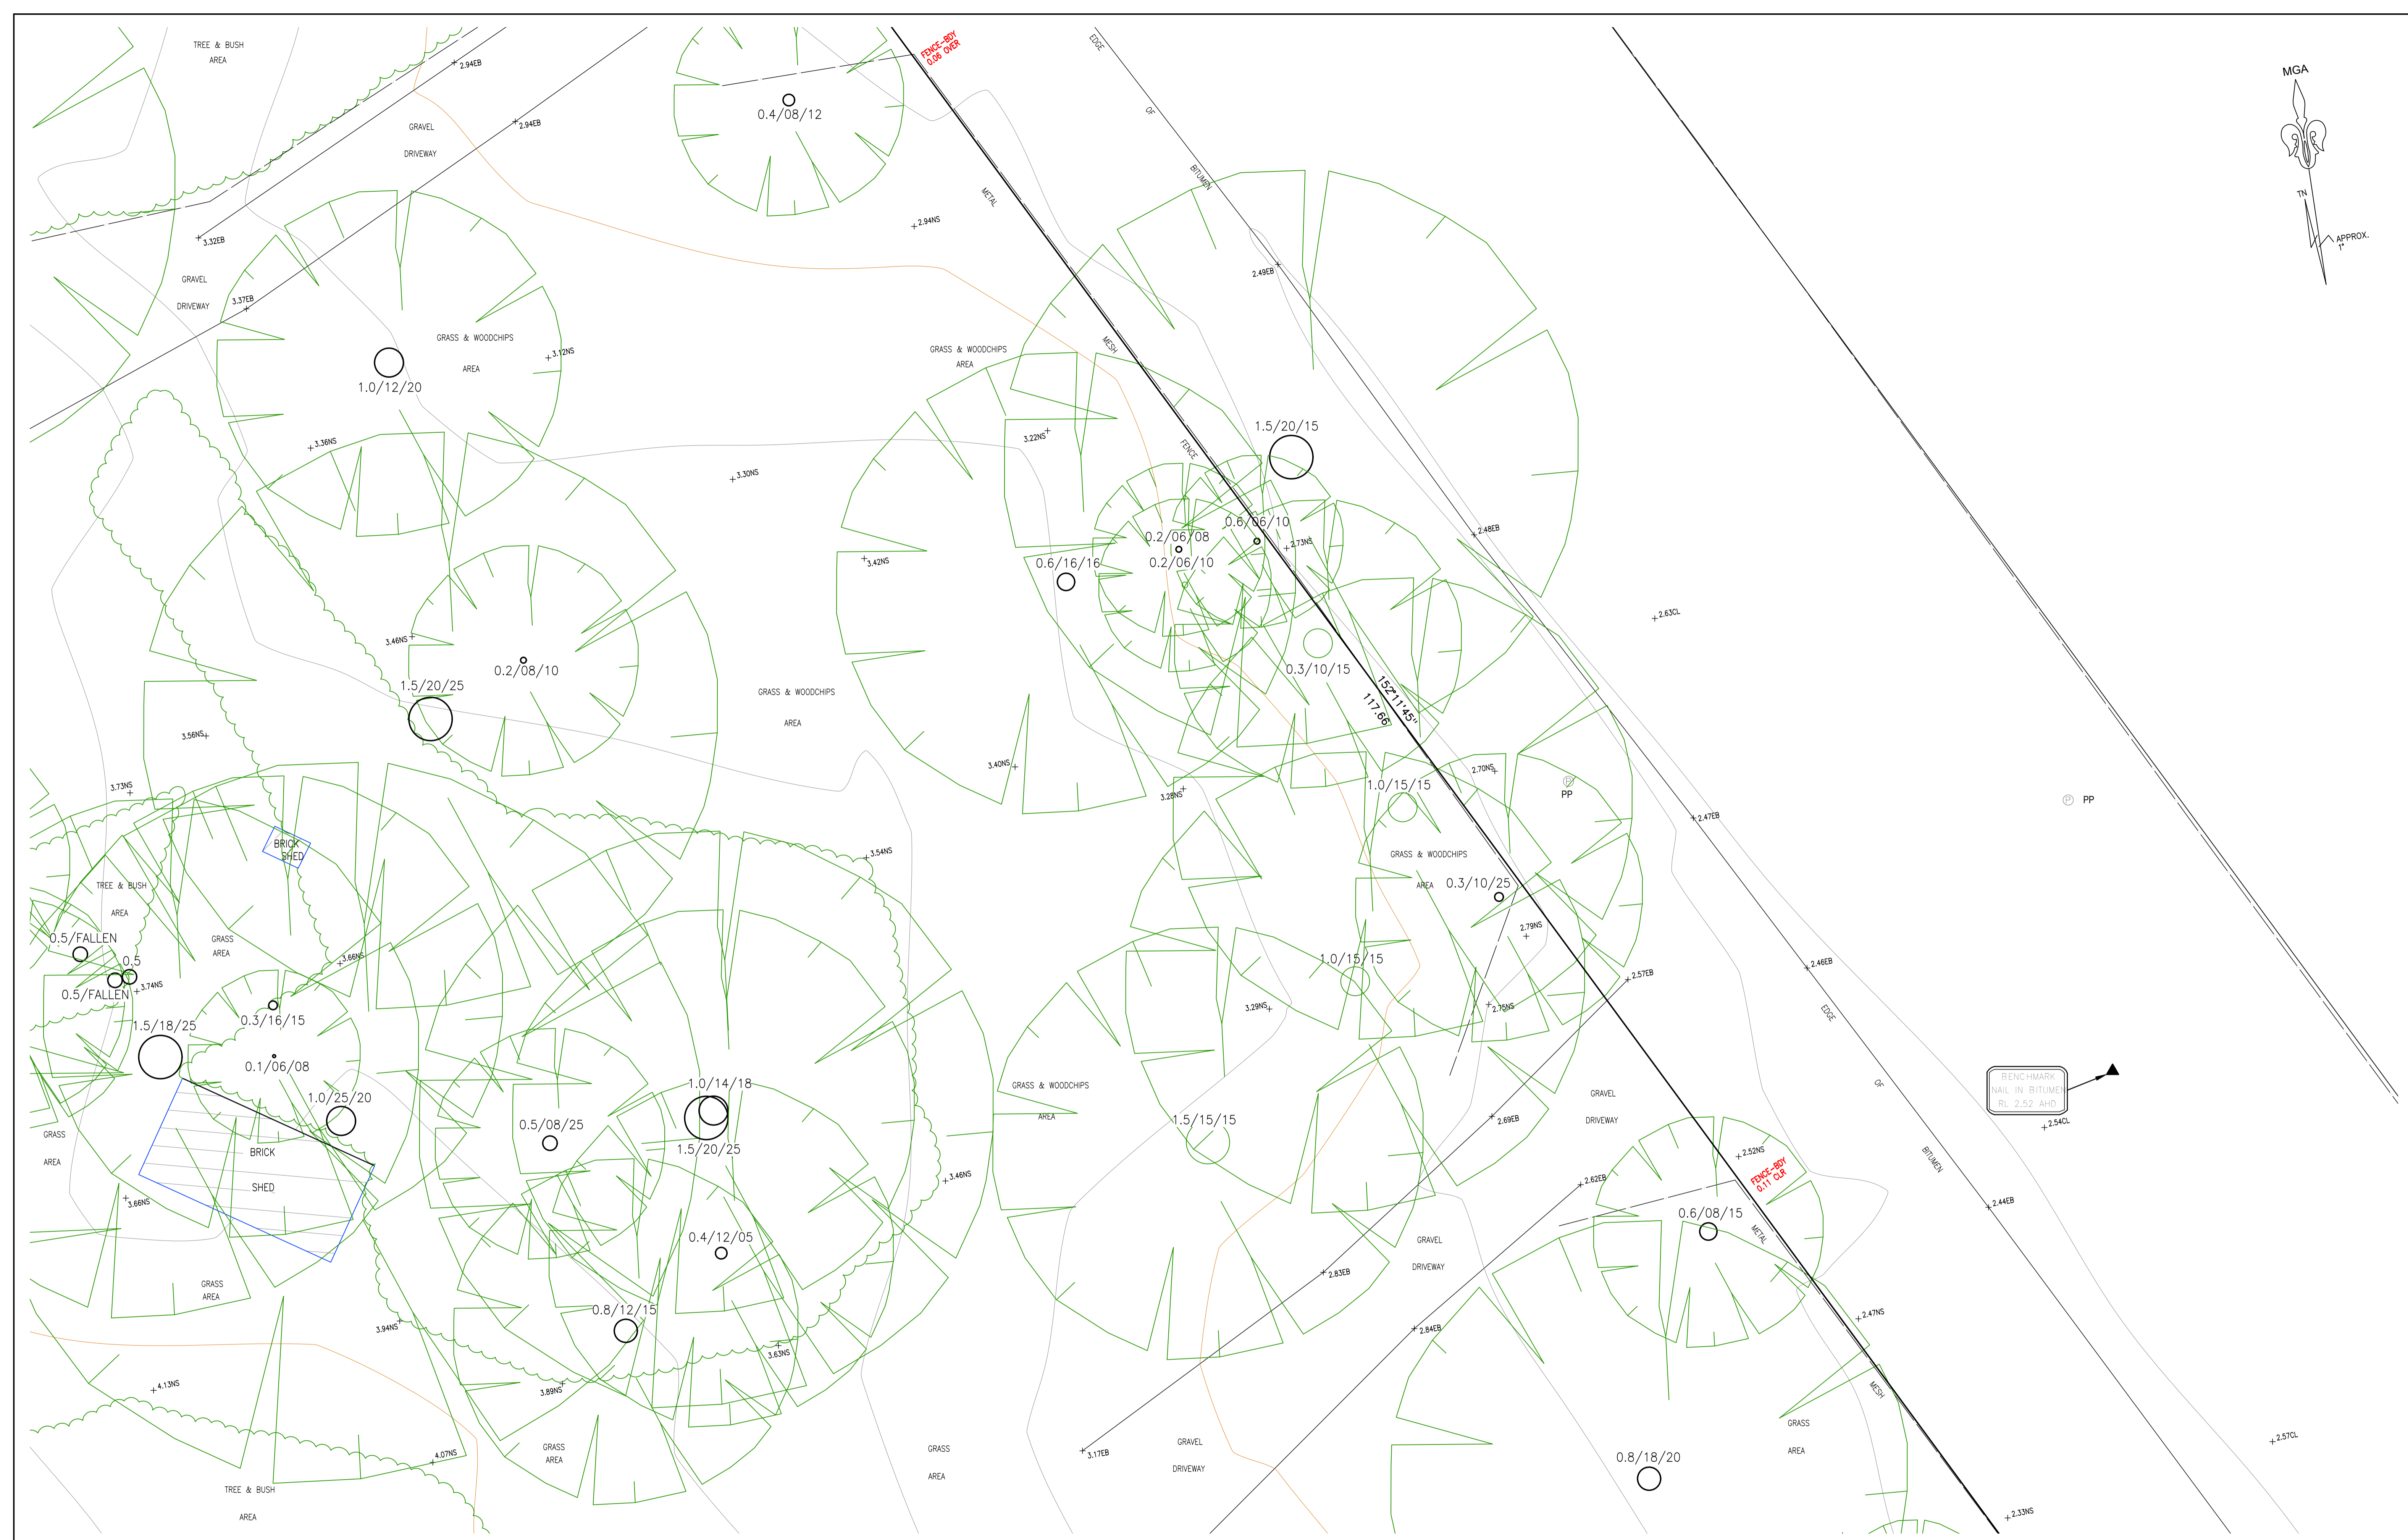 TREE & BUSH
AREA
2.94EB
FENCE-BDY
0.06 OVER
EDGE
OF
BITUMEN
MGA
TN
APPROX.
1°
GRAVEL
DRIVEWAY
2.94EB
0.4/08/12
METAL
2.94NS
3.32EB
GRAVEL
DRIVEWAY
3.37EB
2.49EB
GRASS & WOODCHIPS
AREA
3.12NS
1.0/12/20
GRASS & WOODCHIPS
AREA
MESH
3.36NS
3.22NS
FENCE
1.5/20/15
3.30NS
0.6/06/10
2.48EB
0.2/06/08
2.73NS
0.2/06/10
0.6/16/16
3.42NS
2.63CL
3.46NS
0.2/08/10
0.3/10/15
1.5/20/25
GRASS & WOODCHIPS
AREA
152°11'45"
117.66
3.56NS
3.40NS
2.70NS
3.73NS
3.28NS
1.0/15/15
PP
PP
2.47EB
BRICK
SHED
3.54NS
GRASS & WOODCHIPS
AREA
0.3/10/25
TREE & BUSH
AREA
2.79NS
0.5/FALLEN
GRASS
AREA
0.5
3.66NS
1.0/15/15
2.57EB
2.46EB
0.5/FALLEN
3.74NS
3.29NS
2.75NS
EDGE
OF
BITUMEN
0.3/16/15
1.5/18/25
0.1/06/08
1.0/25/20
1.0/14/18
GRASS & WOODCHIPS
AREA
GRAVEL
DRIVEWAY
BENCHMARK
NAIL IN BITUMEN
RL 2.52 AHD
0.5/08/25
1.5/20/25
1.5/15/15
2.69EB
2.54CL
GRASS
AREA
BRICK
SHED
2.52NS
FENCE-BDY
0.11 CLR
3.46NS
2.62EB
3.66NS
2.44EB
0.6/08/15
METAL
0.4/12/05
GRAVEL
DRIVEWAY
2.83EB
GRASS
AREA
0.8/12/15
3.94NS
2.84EB
2.47NS
3.63NS
4.13NS
3.89NS
MESH
GRASS
AREA
GRASS
AREA
GRASS
AREA
GRAVEL
DRIVEWAY
3.17EB
4.07NS
2.57CL
0.8/18/20
TREE & BUSH
AREA
2.33NS